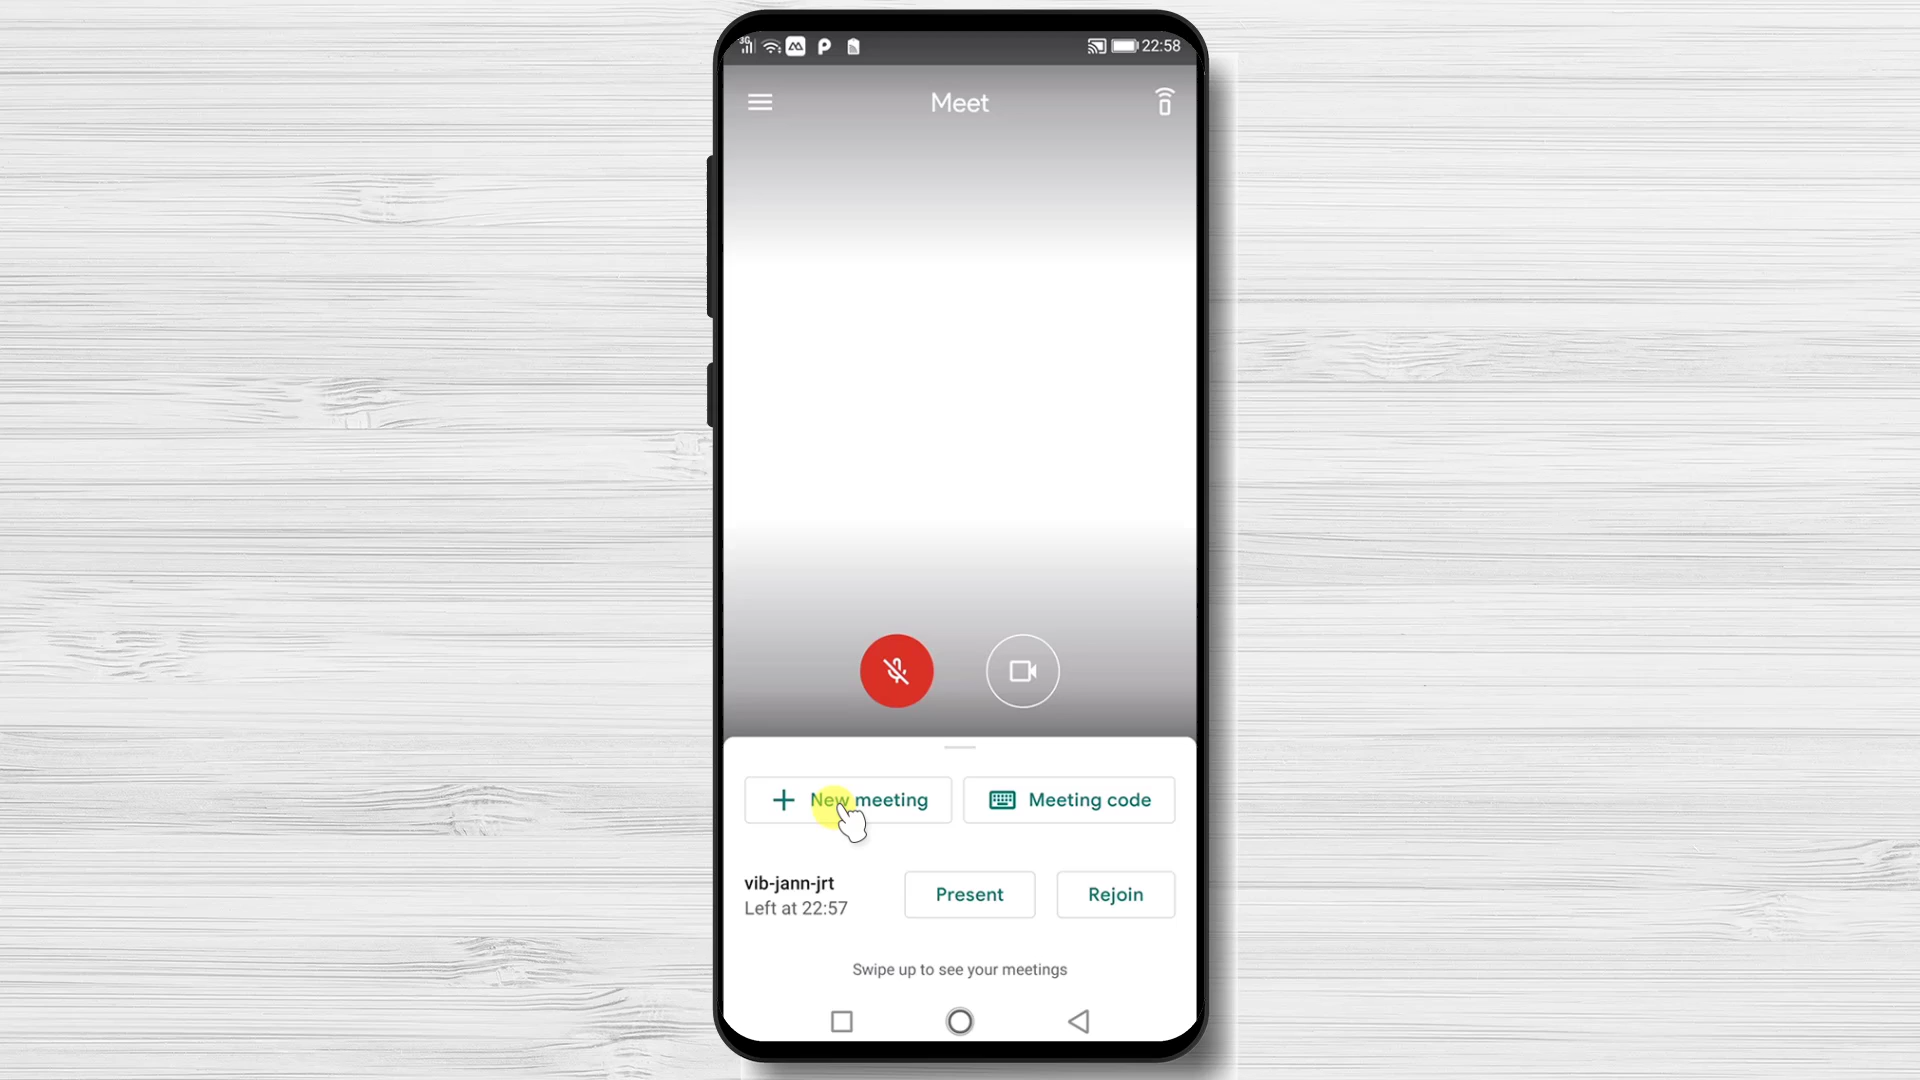 3G
22:58
Meet
New meeting
Meeting code
vib-jann-jrt
Left at 22:57
Present
Rejoin
Swipe up to see your meetings